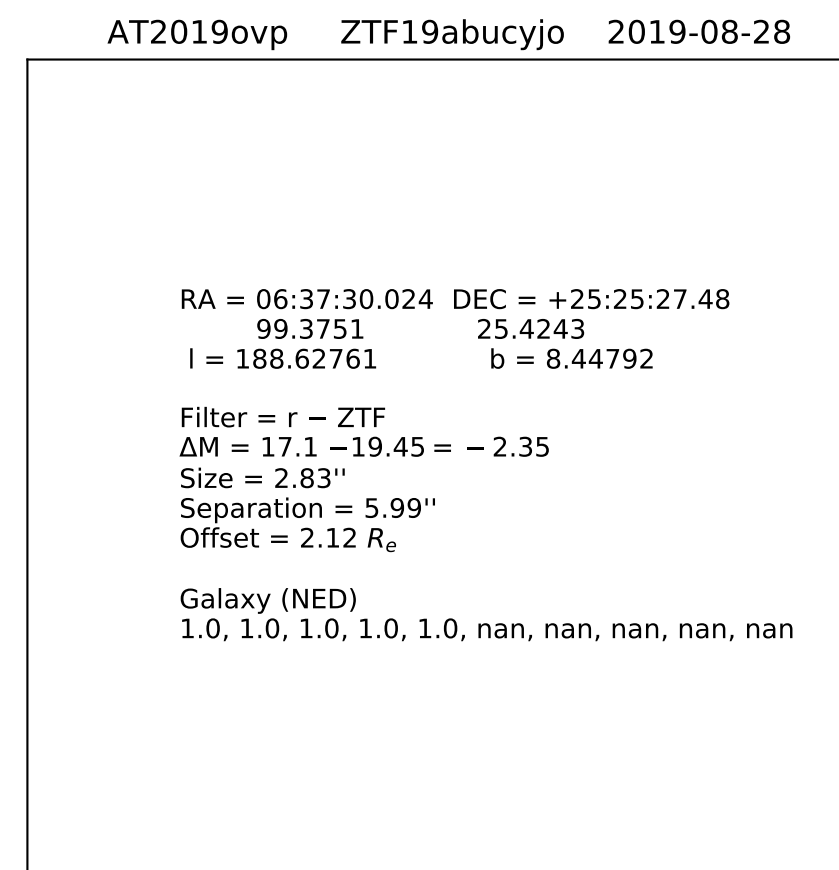 AT2019ovp ZTF19abucyjo 2019-08-28
RA = 06:37:30.024 DEC = +25:25:27.48
99.3751 25.4243
l = 188.62761 b = 8.44792
Filter = r − ZTF
ΔM = 17.1 −19.45 = − 2.35
Size = 2.83''
Separation = 5.99''
Offset = 2.12 Re
Galaxy (NED)
1.0, 1.0, 1.0, 1.0, 1.0, nan, nan, nan, nan, nan